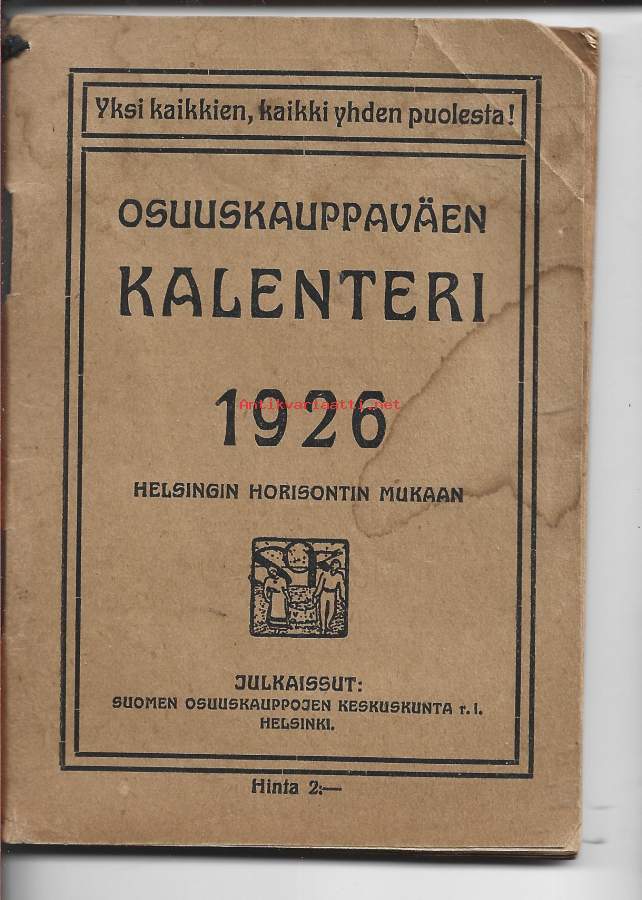 Yksi kaikkien, kaikki yhden puolesta!
OSUUSKAUPPAVÄEN
KALENTERI
1926
Antikvariaatti.net
HELSINGIN HORISONTIN MUKAAN
JULKAISSUT:
SUOMEN OSUUSKAUPPOJEN KESKUSKUNTA r. l.
HELSINKI.
Hinta 2:—